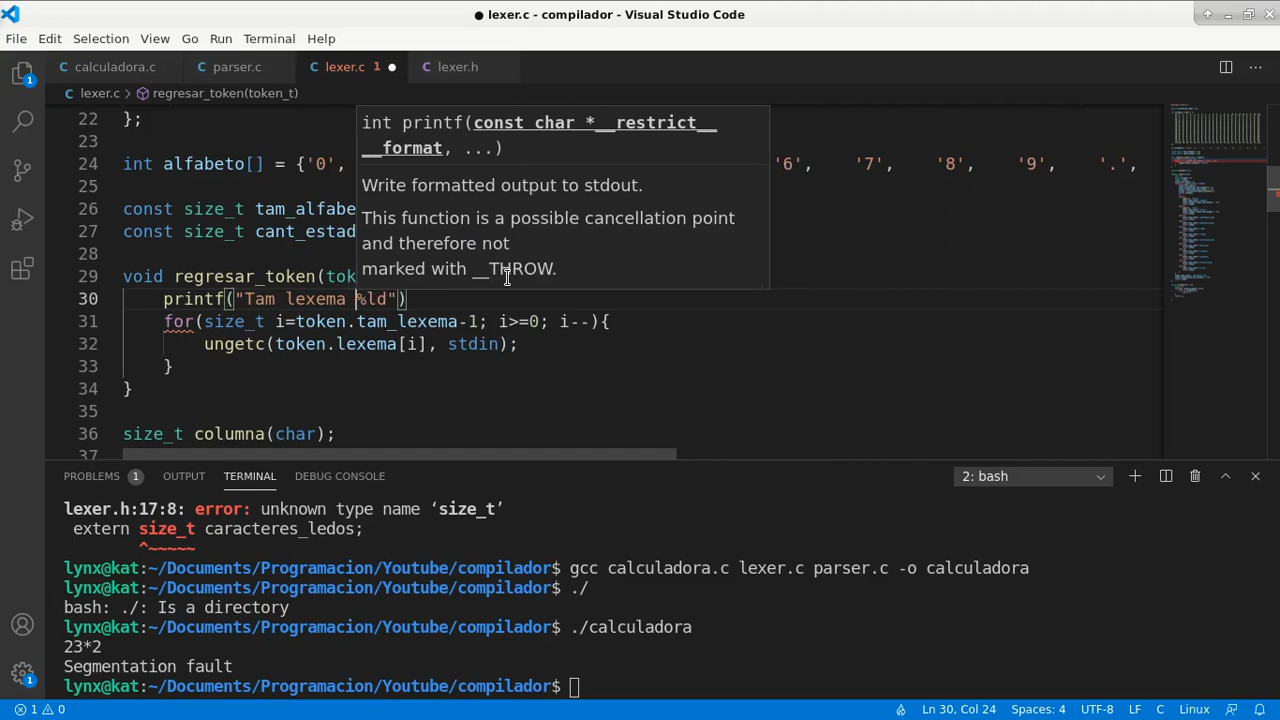 ● lexer.c - compilador - Visual Studio Code
File Edit Selection View Go Run Terminal Help
calculadora.c parser.c lexer.c 1 ● lexer.h
lexer.c > regresar_token(token_t)
22 };
23
24 int alfabeto[] = {'0', '6', '7', '8', '9', '.',
25
26 const size_t tam_alfabe
27 const size_t cant_estad
28
29 void regresar_token(tok
30 printf("Tam lexema %ld")
31 for(size_t i=token.tam_lexema-1; i>=0; i--){
32 ungetc(token.lexema[i], stdin);
33 }
34 }
35
36 size_t columna(char);
37
int printf(const char *__restrict__
__format, ...)
Write formatted output to stdout.
This function is a possible cancellation point
and therefore not
marked with __THROW.
PROBLEMS 1 OUTPUT TERMINAL DEBUG CONSOLE 2: bash
lexer.h:17:8: error: unknown type name ‘size_t’
extern size_t caracteres_ledos;
^~~~~~
lynx@kat:~/Documents/Programacion/Youtube/compilador$ gcc calculadora.c lexer.c parser.c -o calculadora
lynx@kat:~/Documents/Programacion/Youtube/compilador$ ./
bash: ./: Is a directory
lynx@kat:~/Documents/Programacion/Youtube/compilador$ ./calculadora
23*2
Segmentation fault
lynx@kat:~/Documents/Programacion/Youtube/compilador$
1 0 Ln 30, Col 24 Spaces: 4 UTF-8 LF C Linux